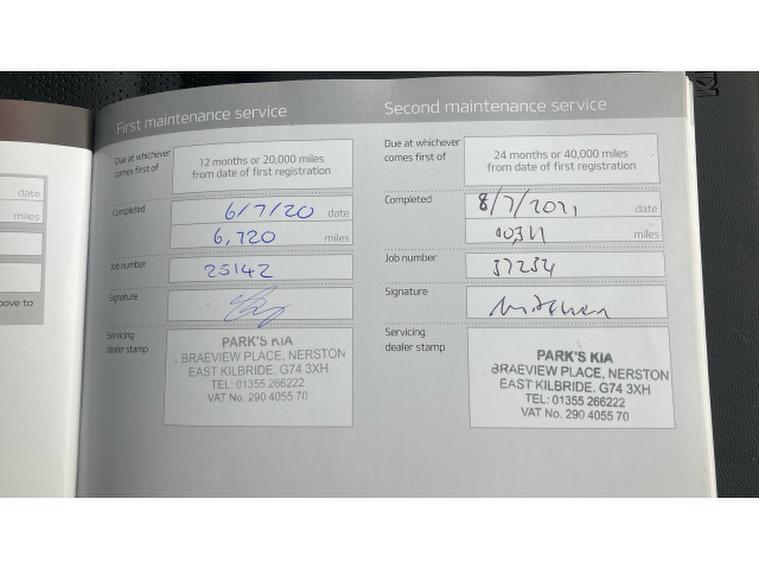 date
miles
ove to
First maintenance service
Due at whichever
comes first of
12 months or 20,000 miles
from date of first registration
Completed
6/7/20 date
6,720 miles
Job number
25142
Signature
Servicing
dealer stamp
PARK'S KIA
BRAEVIEW PLACE, NERSTON
EAST KILBRIDE. G74 3XH
TEL: 01355 266222
VAT No. 290 4055 70
Second maintenance service
Due at whichever
comes first of
24 months or 40,000 miles
from date of first registration
Completed
8/7/2021 date
miles
Job number
37234
Signature
Servicing
dealer stamp
PARK'S KIA
BRAEVIEW PLACE, NERSTON
EAST KILBRIDE. G74 3XH
TEL: 01355 266222
VAT No. 290 4055 70